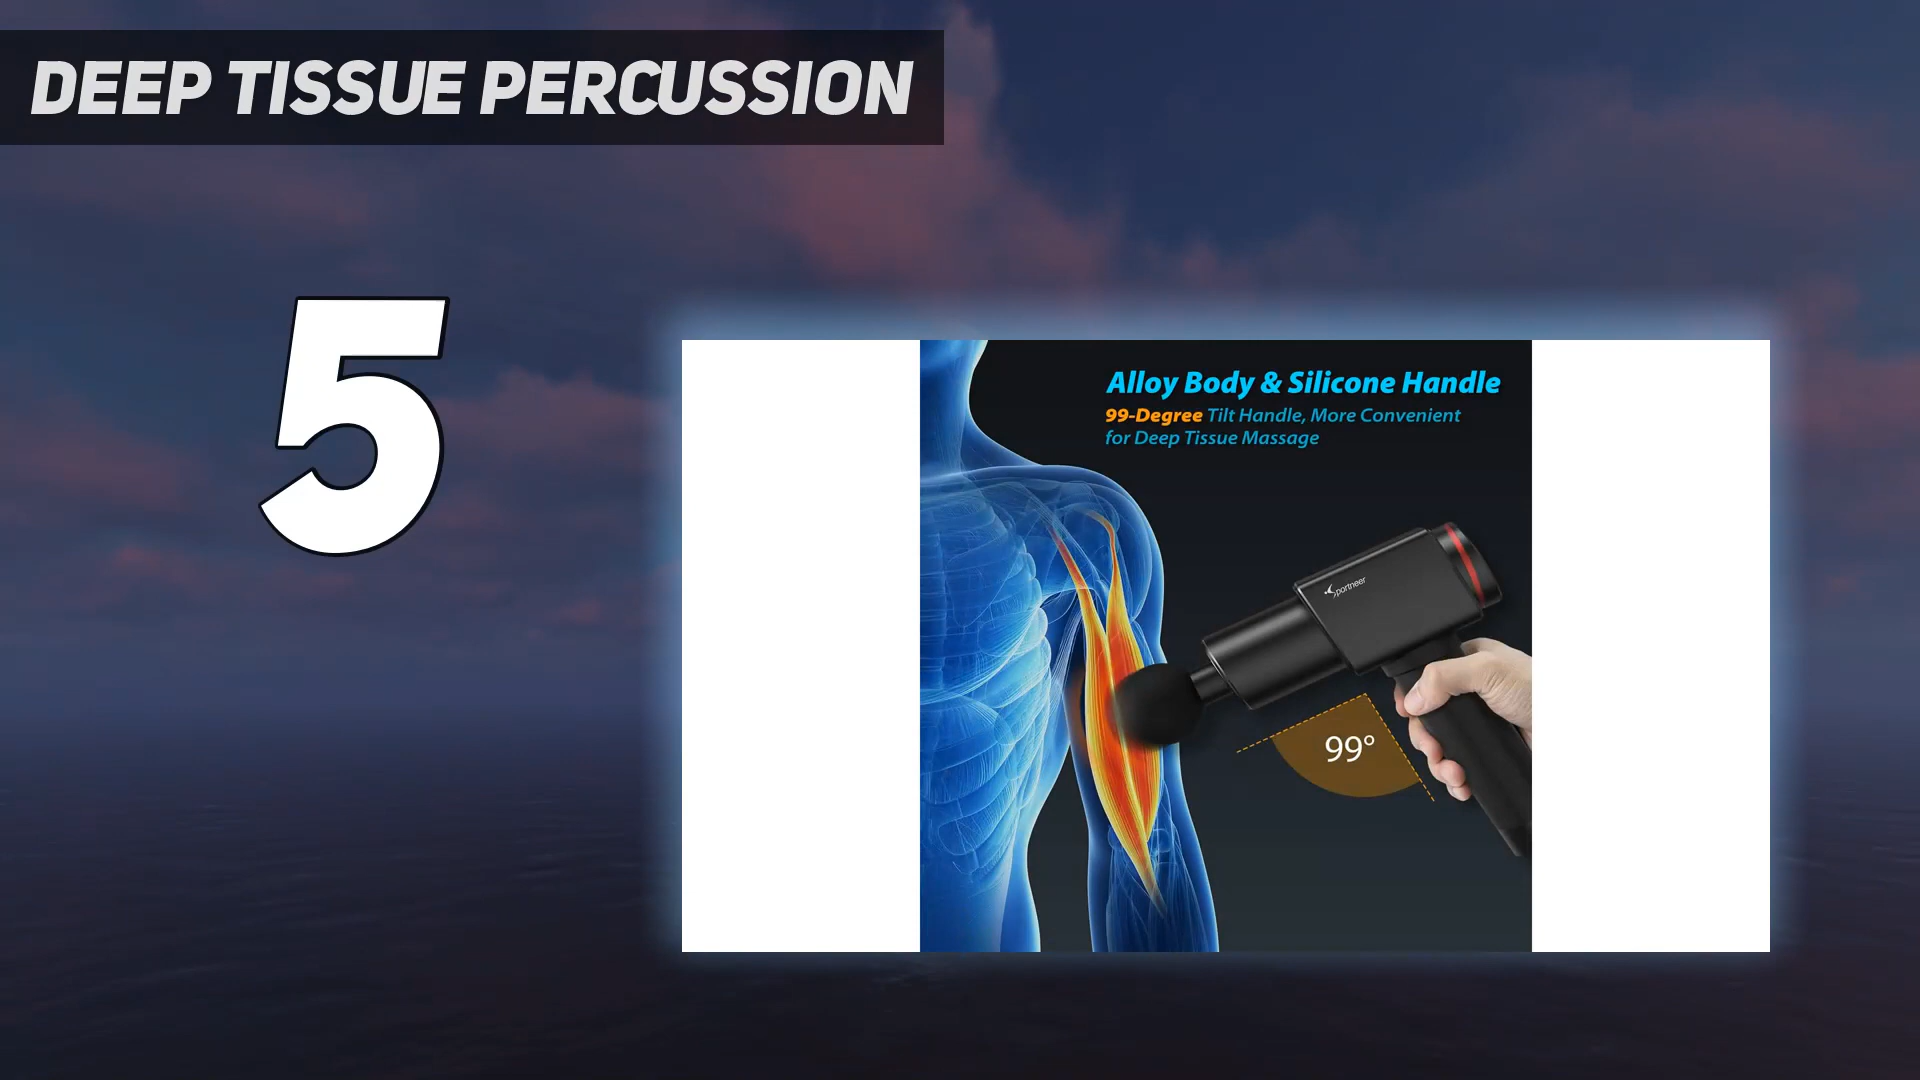 DEEP TISSUE PERCUSSION
5
Alloy Body & Silicone Handle
99-Degree Tilt Handle, More Convenient
for Deep Tissue Massage
Sportneer
99°